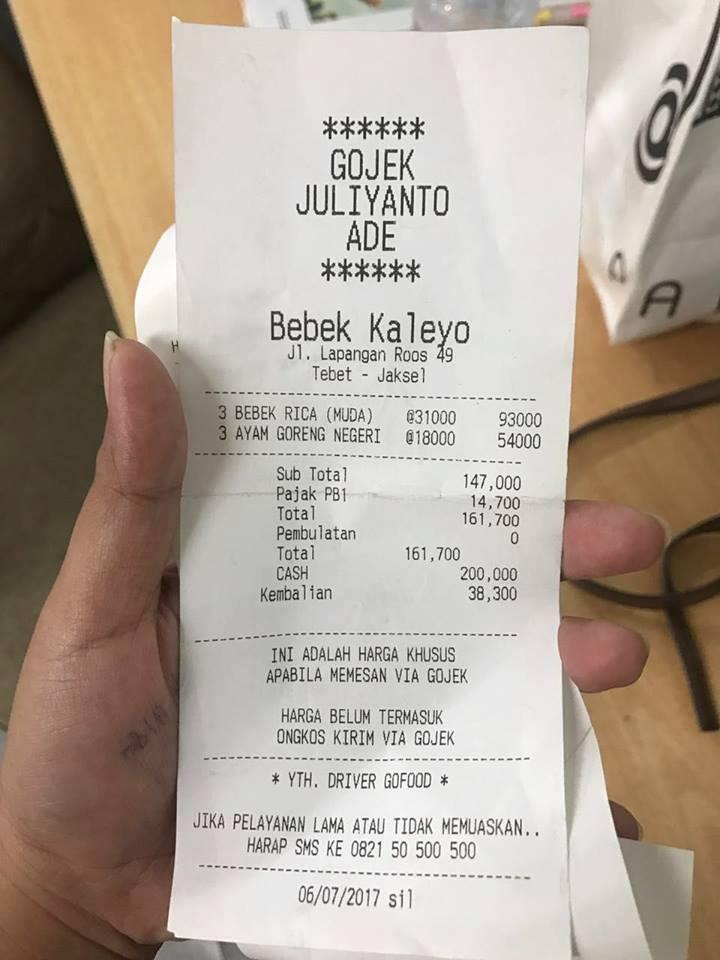 ******
GOJEK
JULIYANTO
ADE
******
Bebek Kaleyo
Jl. Lapangan Roos 49
Tebet - Jaksel
3 BEBEK RICA (MUDA) @31000 93000
3 AYAM GORENG NEGERI @18000 54000
Sub Total 147,000
Pajak PB1 14,700
Total 161,700
Pembulatan 0
Total 161,700
CASH 200,000
Kembalian 38,300
INI ADALAH HARGA KHUSUS
APABILA MEMESAN VIA GOJEK
HARGA BELUM TERMASUK
ONGKOS KIRIM VIA GOJEK
* YTH. DRIVER GOFOOD *
JIKA PELAYANAN LAMA ATAU TIDAK MEMUASKAN..
HARAP SMS KE 0821 50 500 500
06/07/2017 sil